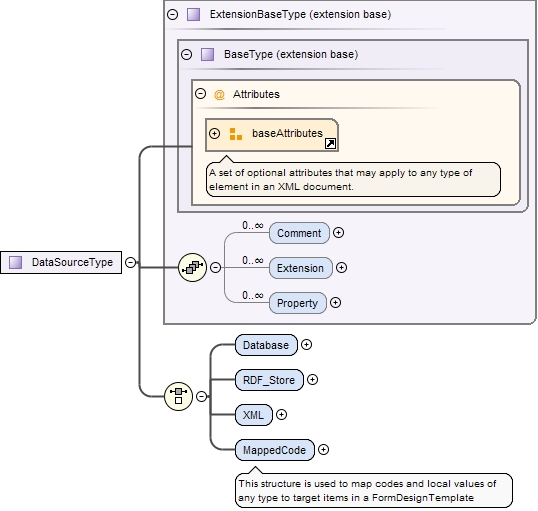 ExtensionBaseType (extension base)
BaseType (extension base)
@ Attributes
baseAttributes
A set of optional attributes that may apply to any type of
element in an XML document.
0..∞
Comment
0..∞
Extension
0..∞
Property
DataSourceType
Database
RDF_Store
XML
MappedCode
This structure is used to map codes and local values of
any type to target items in a FormDesignTemplate